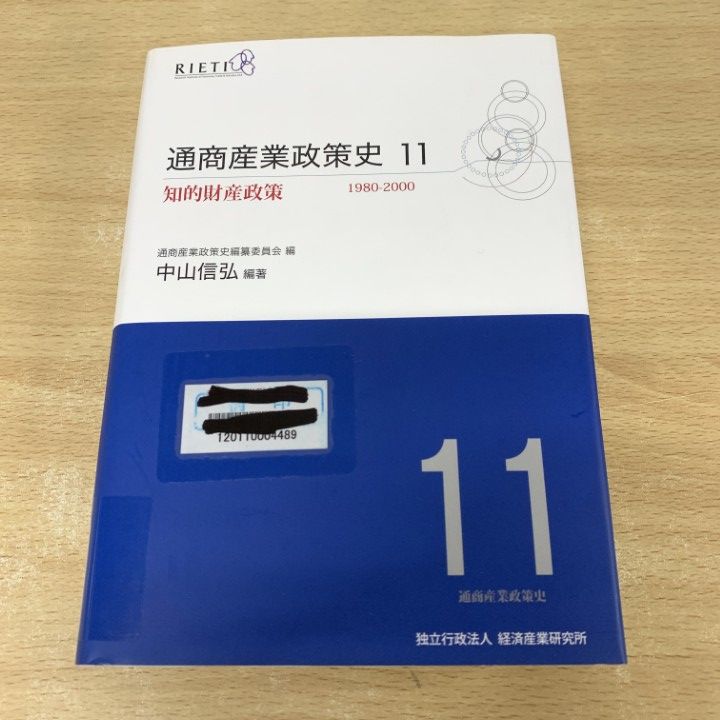 RIETI
通商産業政策史 11
知的財産政策 1980-2000
通商産業政策史編纂委員会 編
中山信弘 編著
120110004489
11
通商産業政策史
独立行政法人 経済産業研究所